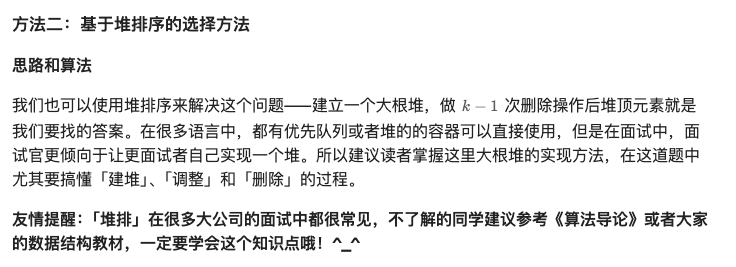 方法二：基于堆排序的选择方法
思路和算法
我们也可以使用堆排序来解决这个问题——建立一个大根堆，做 k − 1 次删除操作后堆顶元素就是
我们要找的答案。在很多语言中，都有优先队列或者堆的的容器可以直接使用，但是在面试中，面
试官更倾向于让更面试者自己实现一个堆。所以建议读者掌握这里大根堆的实现方法，在这道题中
尤其要搞懂「建堆」、「调整」和「删除」的过程。
友情提醒：「堆排」在很多大公司的面试中都很常见，不了解的同学建议参考《算法导论》或者大家
的数据结构教材，一定要学会这个知识点哦！^_^